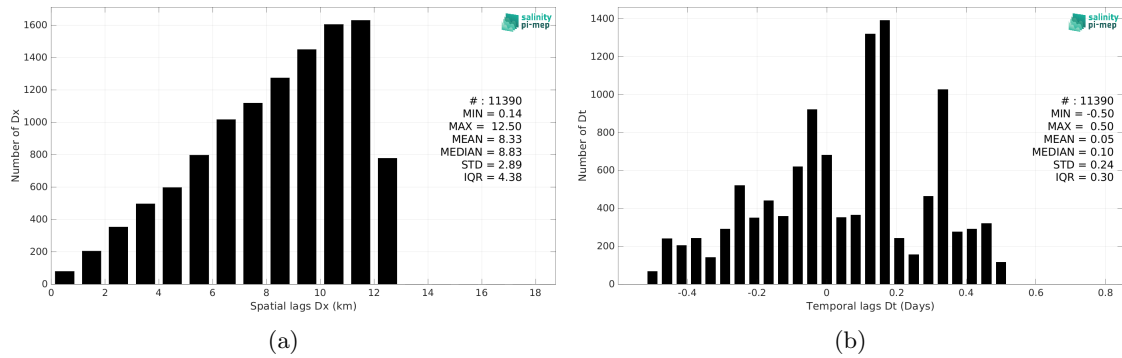 1600
1400
1200
1000
800
600
400
200
0
Number of Dx
0 2 4 6 8 10 12 14 16 18
Spatial lags Dx (km)
salinity
pi-mep
# : 11390
MIN = 0.14
MAX = 12.50
MEAN = 8.33
MEDIAN = 8.83
STD = 2.89
IQR = 4.38
(a)
1400
1200
1000
800
600
400
200
0
Number of Dt
-0.4 -0.2 0 0.2 0.4 0.6 0.8
Temporal lags Dt (Days)
salinity
pi-mep
# : 11390
MIN = -0.50
MAX = 0.50
MEAN = 0.05
MEDIAN = 0.10
STD = 0.24
IQR = 0.30
(b)